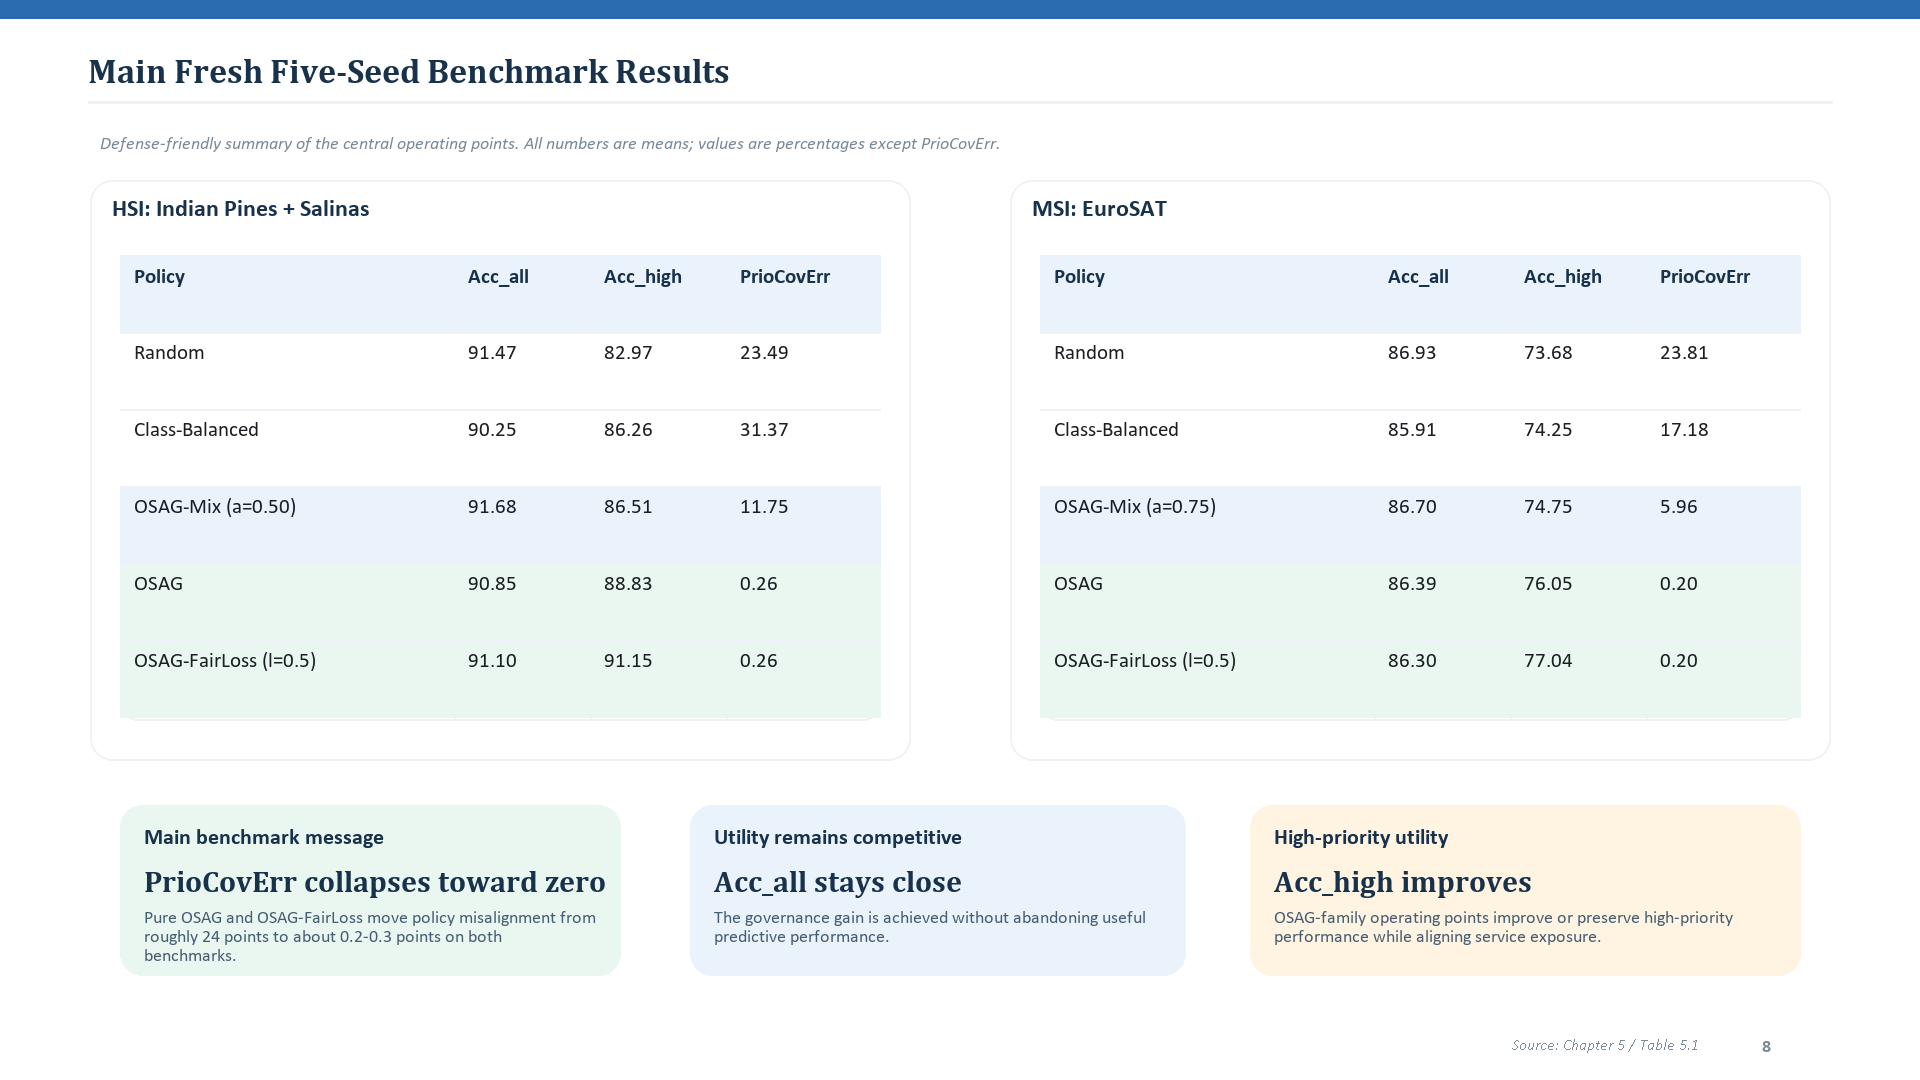 Main Fresh Five-Seed Benchmark Results
Defense-friendly summary of the central operating points. All numbers are means; values are percentages except PrioCovErr.
HSI: Indian Pines + Salinas
Policy Acc_all Acc_high PrioCovErr
Random 91.47 82.97 23.49
Class-Balanced 90.25 86.26 31.37
OSAG-Mix (a=0.50) 91.68 86.51 11.75
OSAG 90.85 88.83 0.26
OSAG-FairLoss (l=0.5) 91.10 91.15 0.26
MSI: EuroSAT
Policy Acc_all Acc_high PrioCovErr
Random 86.93 73.68 23.81
Class-Balanced 85.91 74.25 17.18
OSAG-Mix (a=0.75) 86.70 74.75 5.96
OSAG 86.39 76.05 0.20
OSAG-FairLoss (l=0.5) 86.30 77.04 0.20
Main benchmark message
PrioCovErr collapses toward zero
Pure OSAG and OSAG-FairLoss move policy misalignment from
roughly 24 points to about 0.2-0.3 points on both
benchmarks.
Utility remains competitive
Acc_all stays close
The governance gain is achieved without abandoning useful
predictive performance.
High-priority utility
Acc_high improves
OSAG-family operating points improve or preserve high-priority
performance while aligning service exposure.
Source: Chapter 5 / Table 5.1
8